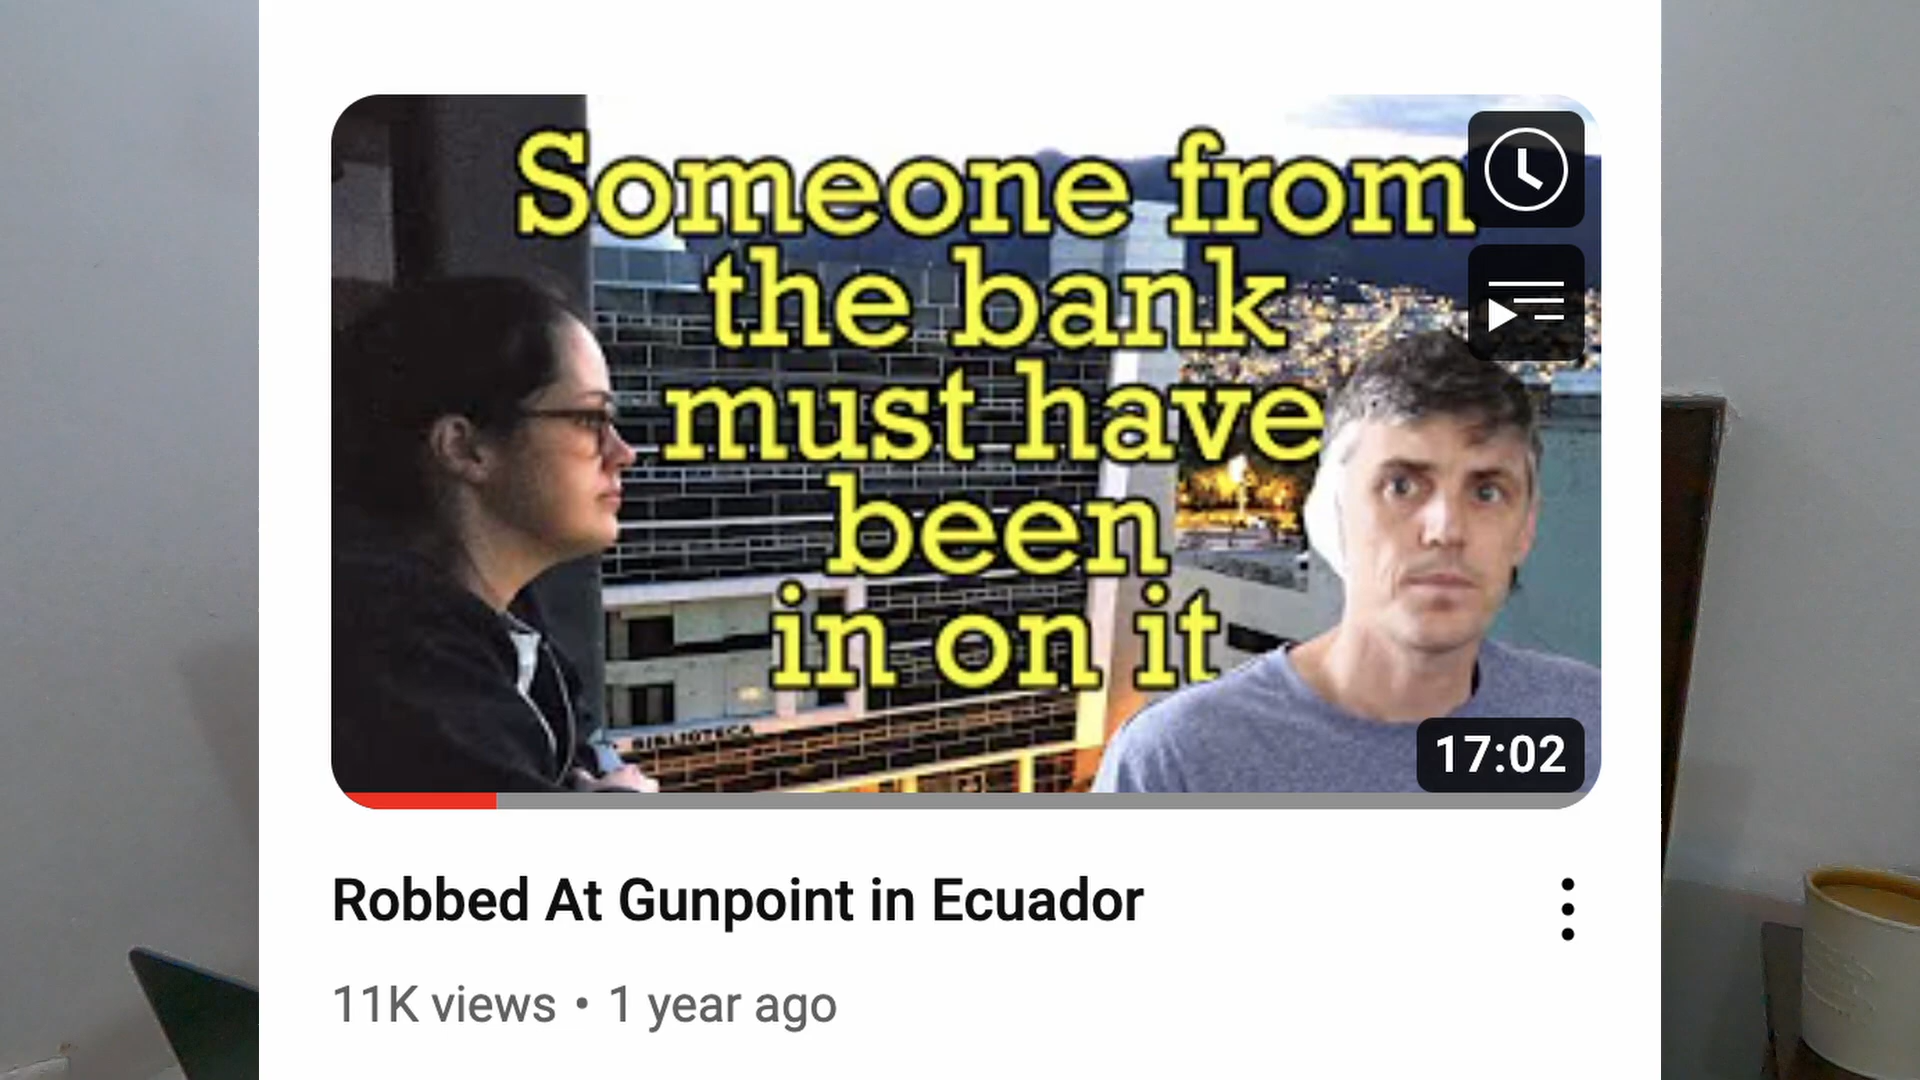 Someone from
the bank
must have
been
in on it
BIBLIOTECA
17:02
Robbed At Gunpoint in Ecuador
11K views • 1 year ago